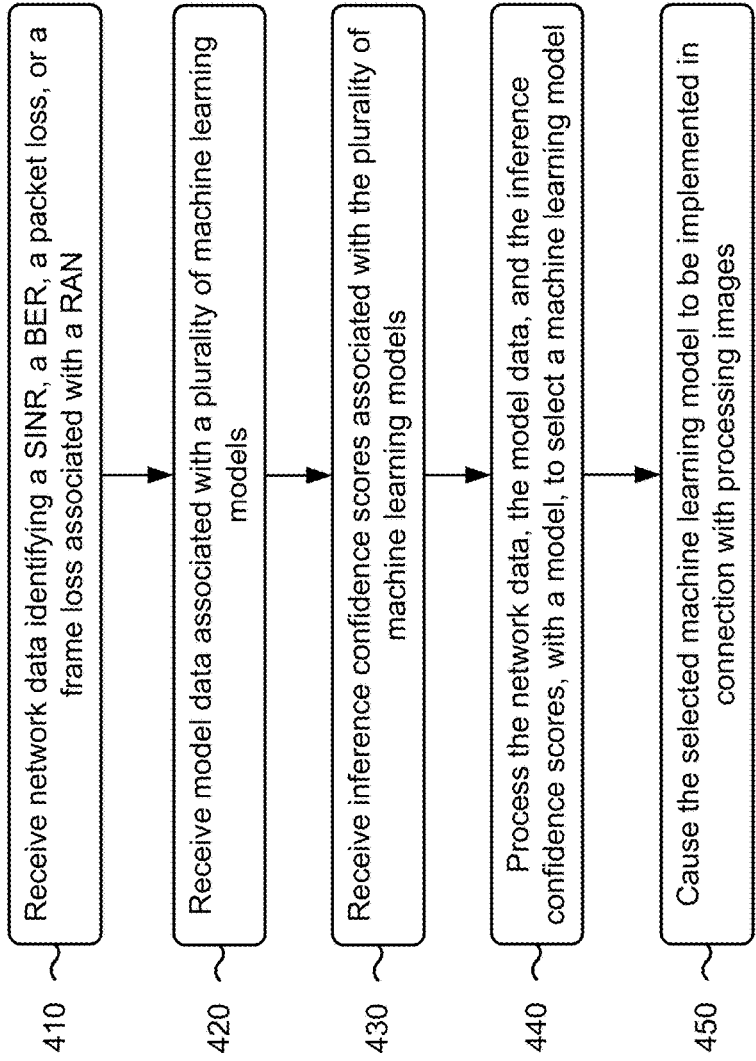 410
Receive network data identifying a SINR, a BER, a packet loss, or a
frame loss associated with a RAN
420
Receive model data associated with a plurality of machine learning
models
430
Receive inference confidence scores associated with the plurality of
machine learning models
440
Process the network data, the model data, and the inference
confidence scores, with a model, to select a machine learning model
450
Cause the selected machine learning model to be implemented in
connection with processing images